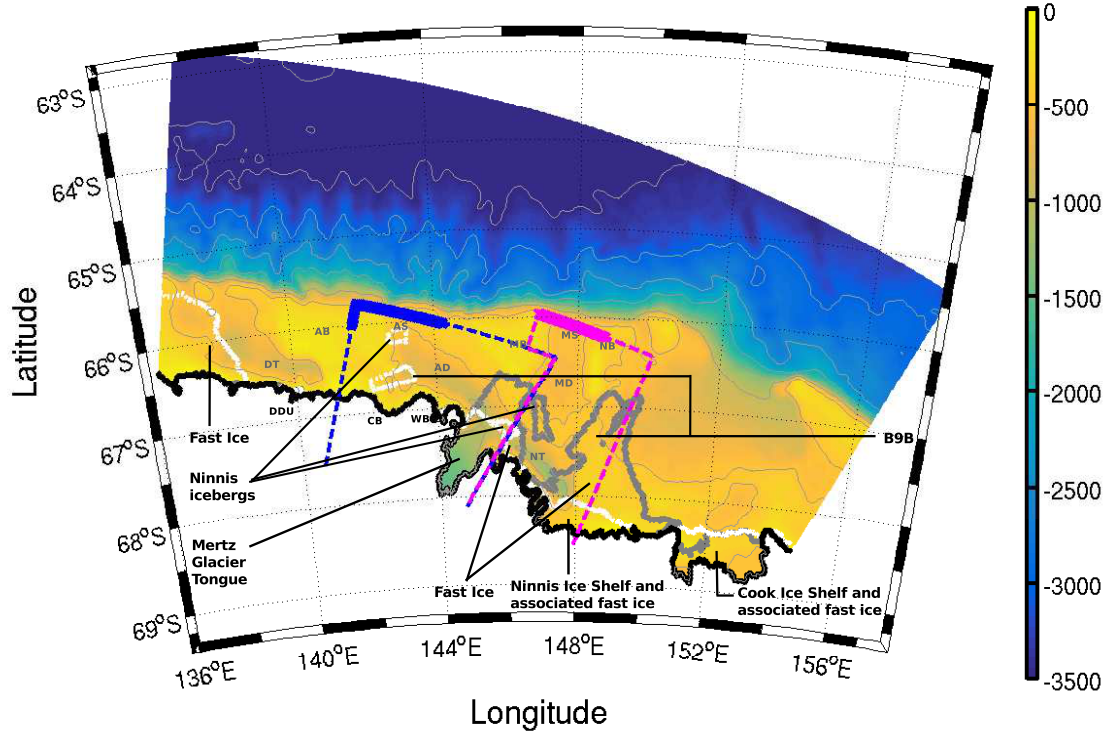 0
-500
-1000
-1500
-2000
-2500
-3000
-3500
63°S
64°S
65°S
66°S
67°S
68°S
69°S
Latitude
136°E
140°E
144°E
148°E
152°E
156°E
Longitude
AB
AS
MS
NB
DT
AD
MD
DDU
CB
NT
Fast Ice
B9B
Ninnis
icebergs
Mertz
Glacier
Tongue
Fast Ice
Ninnis Ice Shelf and
associated fast ice
Cook Ice Shelf and
associated fast ice